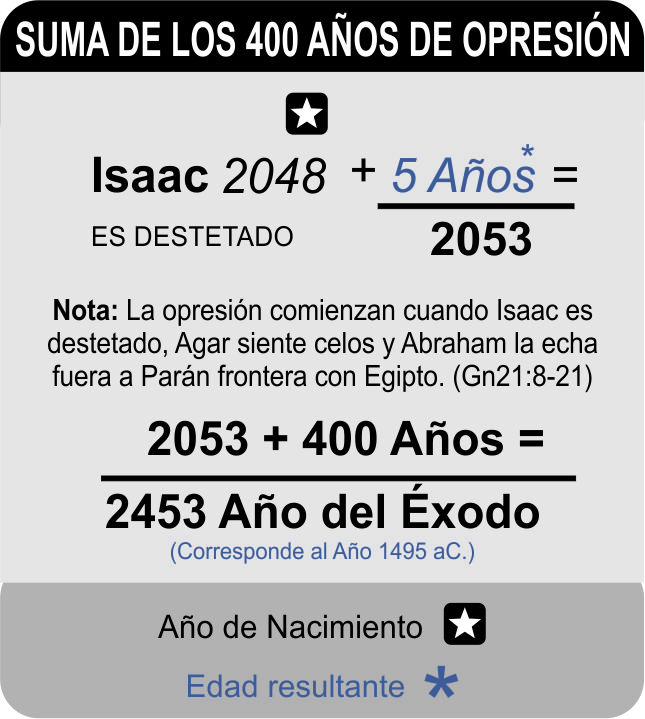 SUMA DE LOS 400 AÑOS DE OPRESIÓN
Isaac 2048 + 5 Años* =
ES DESTETADO
2053
Nota: La opresión comienzan cuando Isaac es
destetado, Agar siente celos y Abraham la echa
fuera a Parán frontera con Egipto. (Gn21:8-21)
2053 + 400 Años =
2453 Año del Éxodo
(Corresponde al Año 1495 aC.)
Año de Nacimiento
Edad resultante *